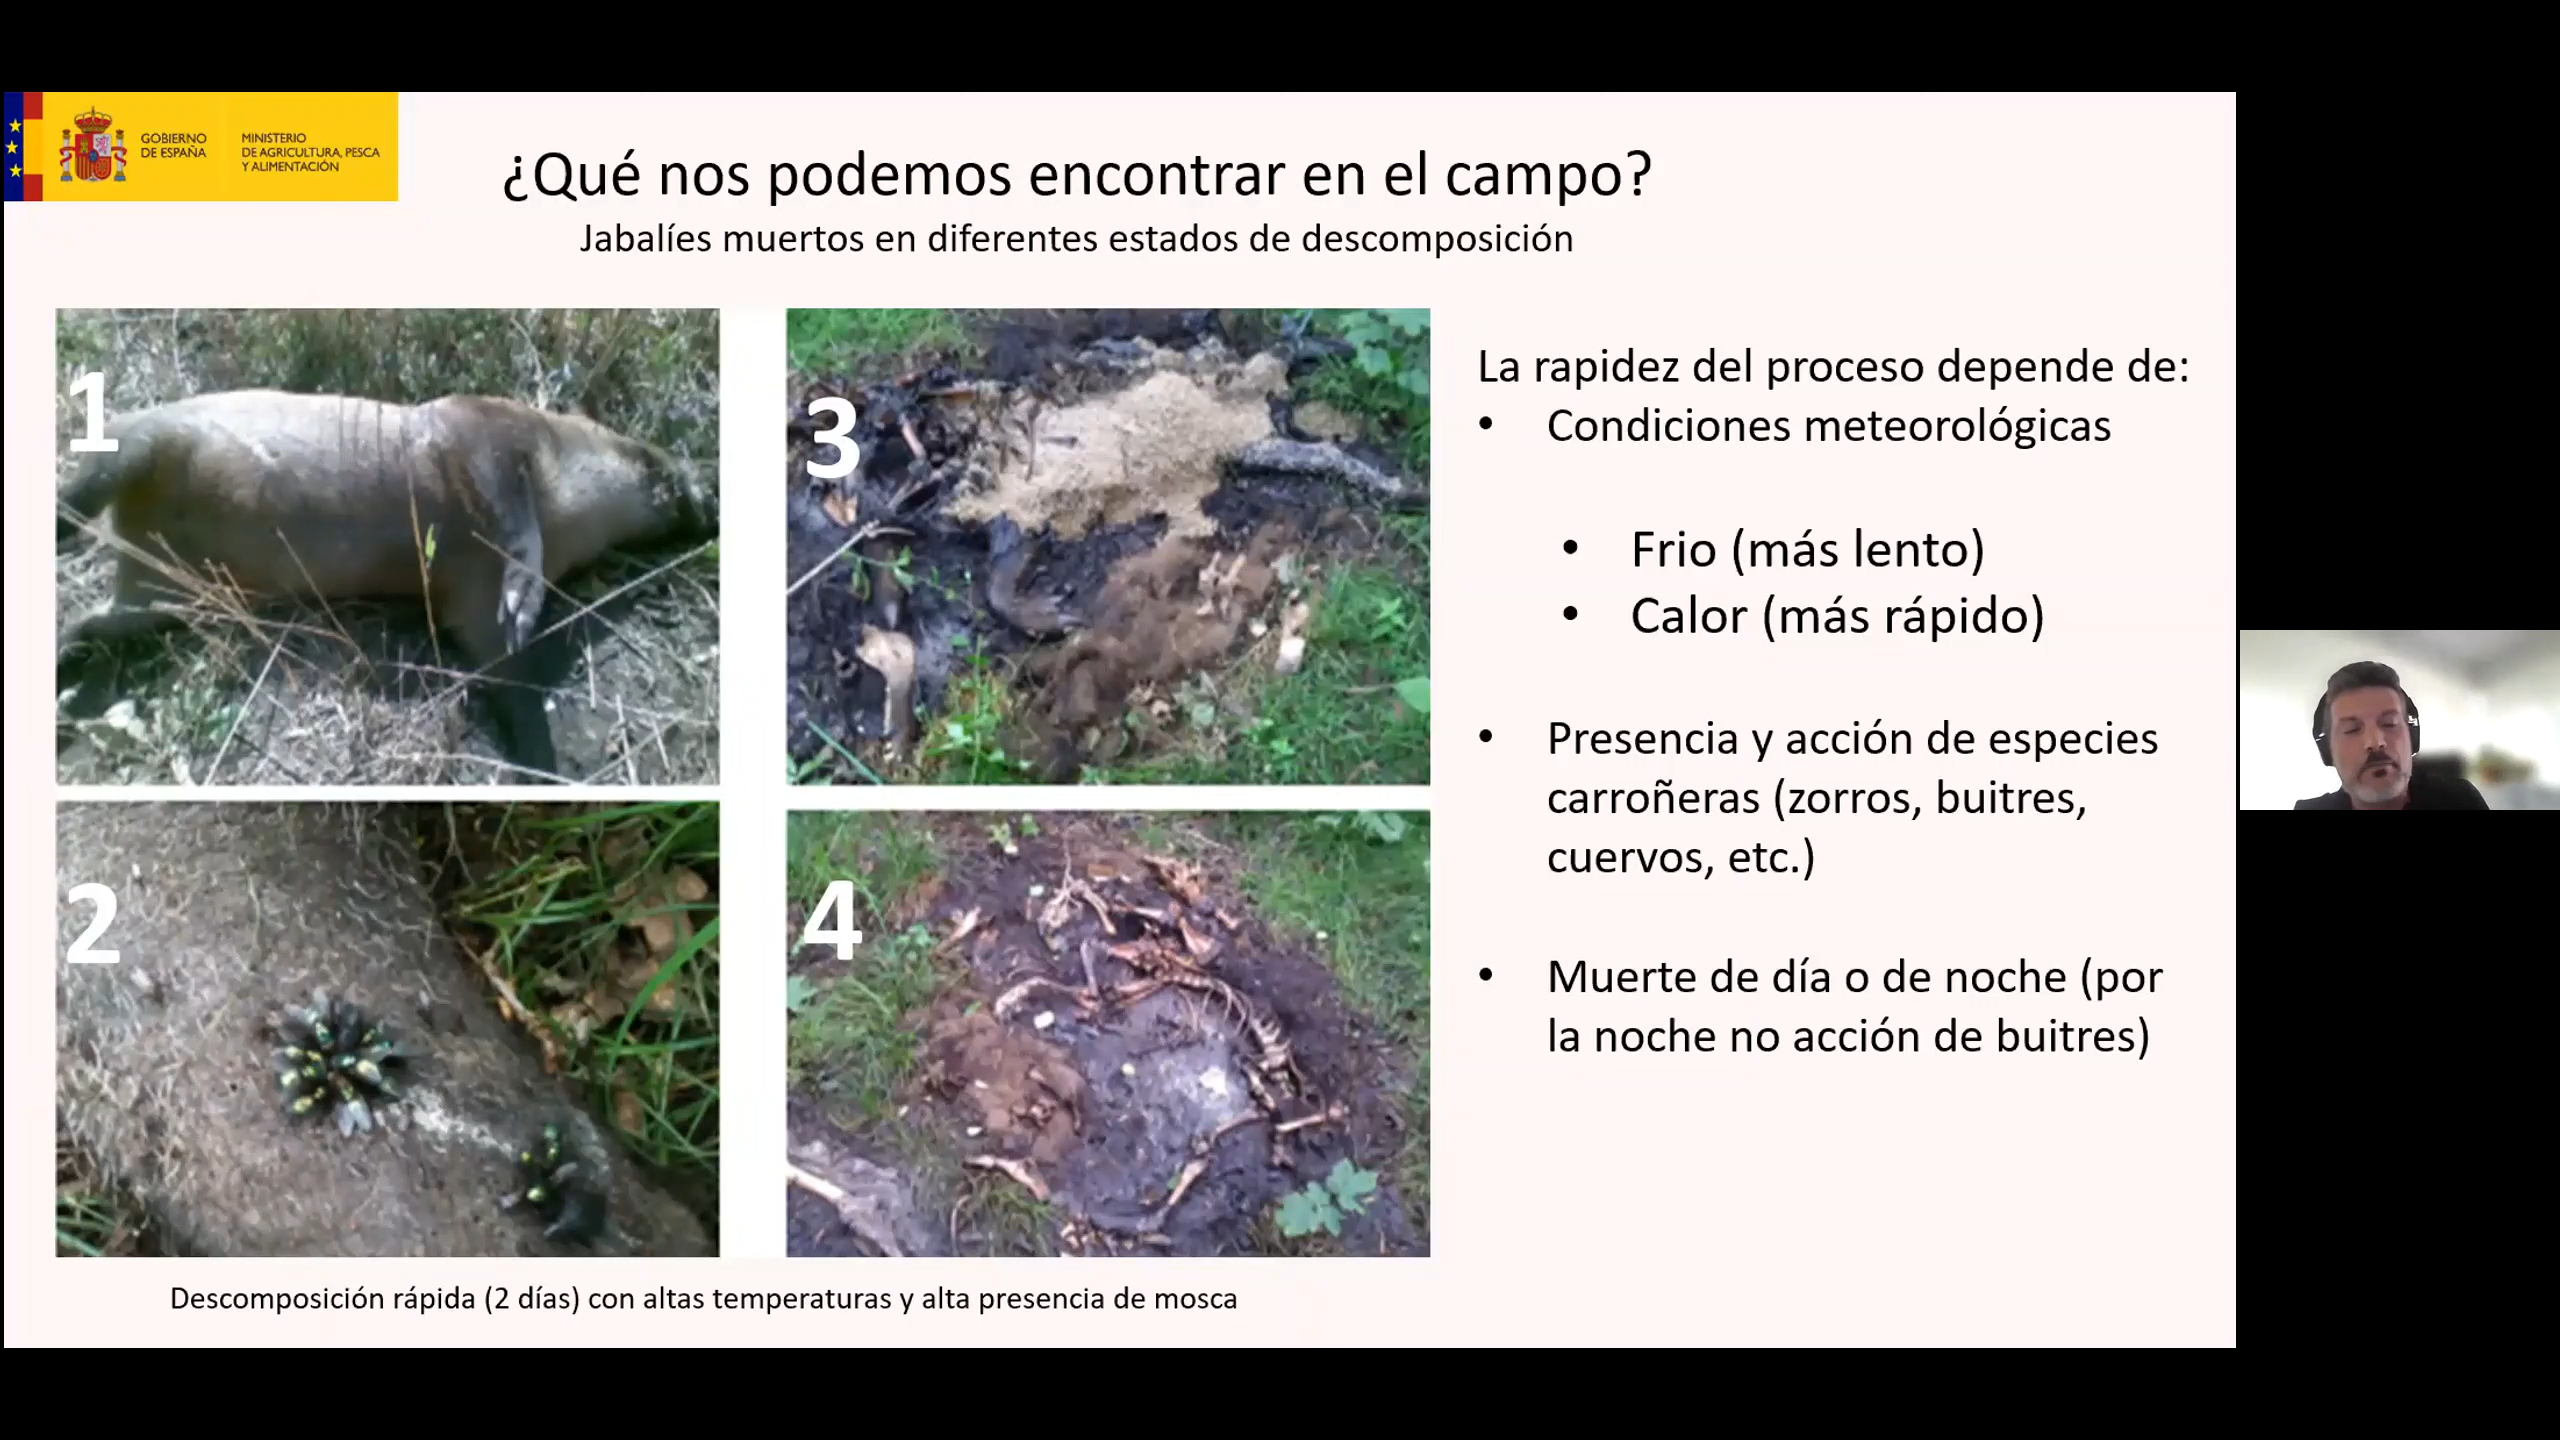 GOBIERNO
DE ESPAÑA
MINISTERIO
DE AGRICULTURA, PESCA
Y ALIMENTACIÓN
¿Qué nos podemos encontrar en el campo?
Jabalíes muertos en diferentes estados de descomposición
1
2
3
4
Descomposición rápida (2 días) con altas temperaturas y alta presencia de mosca
La rapidez del proceso depende de:
• Condiciones meteorológicas
• Frio (más lento)
• Calor (más rápido)
• Presencia y acción de especies
carroñeras (zorros, buitres,
cuervos, etc.)
• Muerte de día o de noche (por
la noche no acción de buitres)